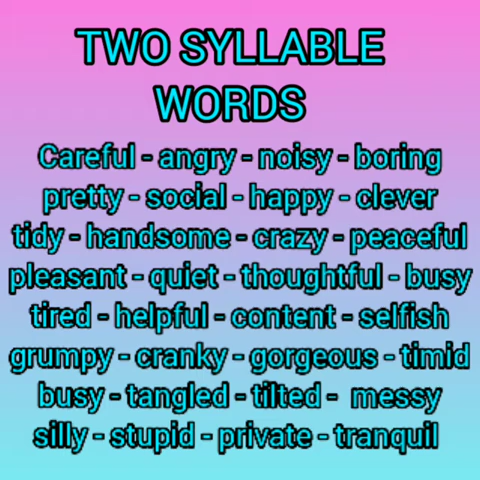 TWO SYLLABLE
WORDS
Careful - angry - noisy - boring
pretty - social - happy - clever
tidy - handsome - crazy - peaceful
pleasant - quiet - thoughtful - busy
tired - helpful - content - selfish
grumpy - cranky - gorgeous - timid
busy - tangled - tilted - messy
silly - stupid - private - tranquil